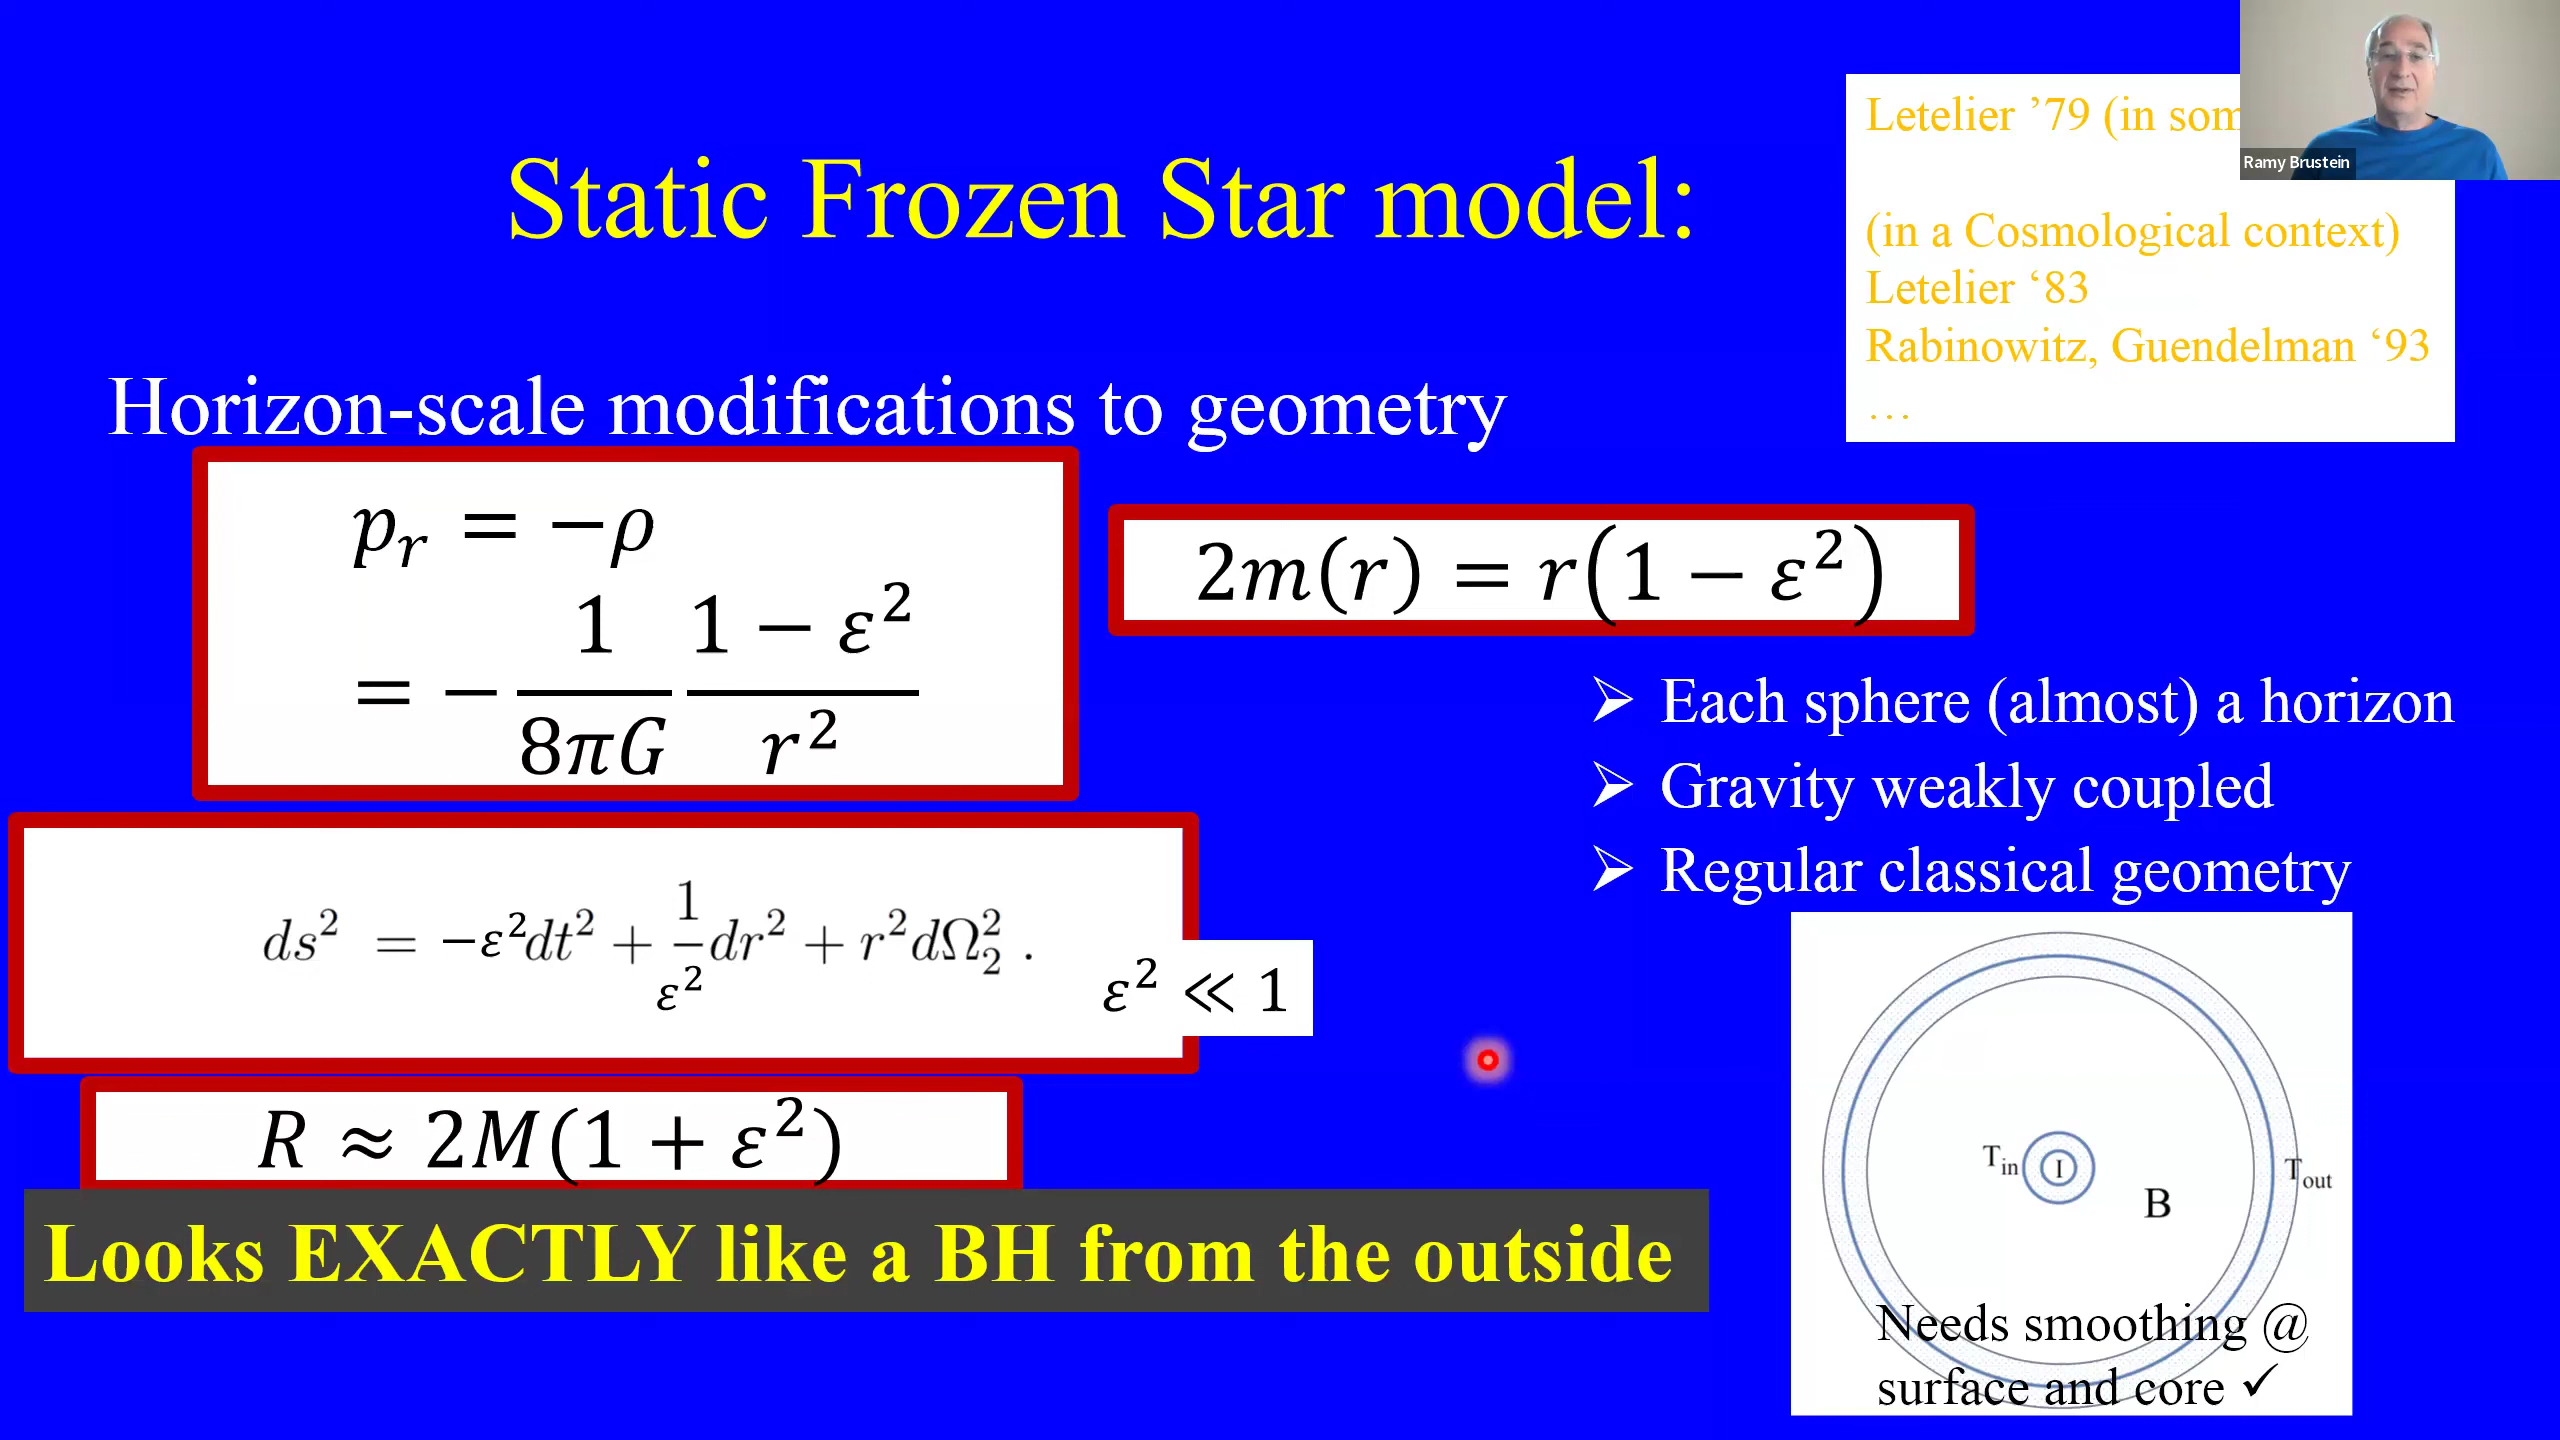 Letelier ’79 (in som
Ramy Brustein
Static Frozen Star model:
(in a Cosmological context)
Letelier ‘83
Rabinowitz, Guendelman ‘93
…
Horizon-scale modifications to geometry
p_r = −ρ
= − 1/(8πG) (1 − ε²)/r²
2m(r) = r(1 − ε²)
➢ Each sphere (almost) a horizon
➢ Gravity weakly coupled
➢ Regular classical geometry
ds² = −ε²dt² + 1/ε² dr² + r²dΩ₂² .
ε² ≪ 1
R ≈ 2M(1 + ε²)
Looks EXACTLY like a BH from the outside
T_in
I
B
T_out
Needs smoothing @
surface and core ✓